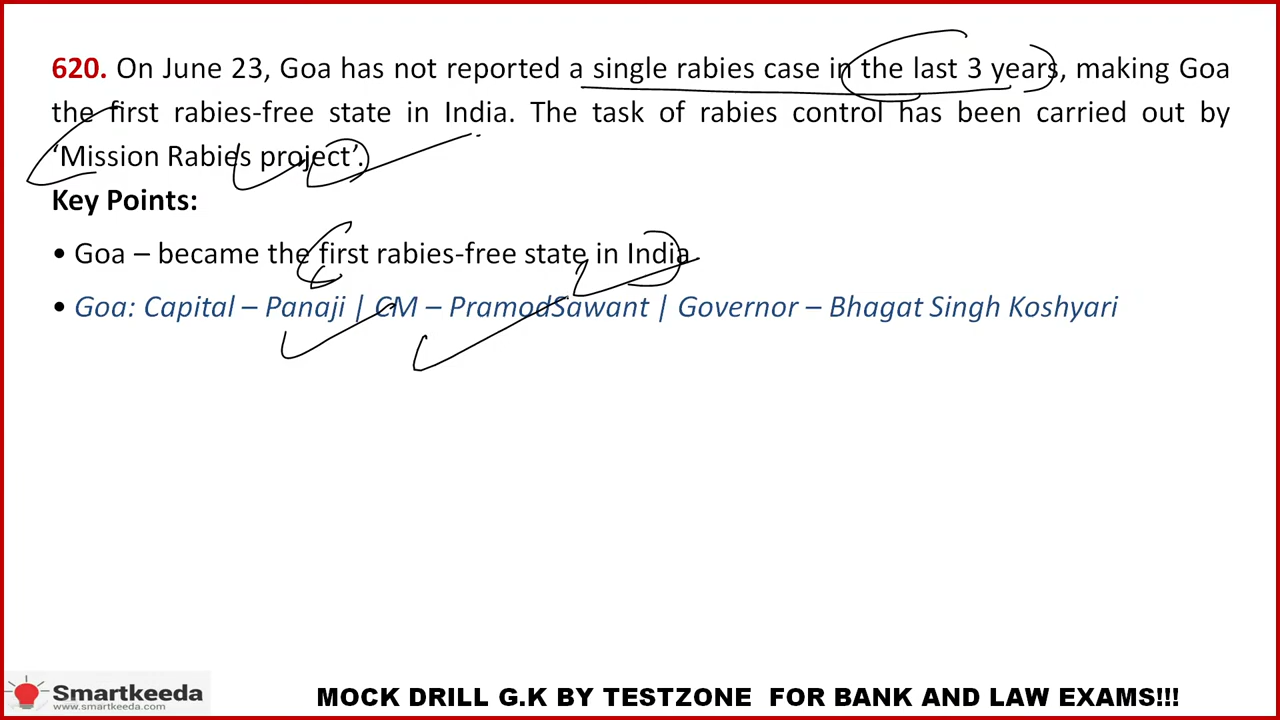 620. On June 23, Goa has not reported a single rabies case in the last 3 years, making Goa
the first rabies-free state in India. The task of rabies control has been carried out by
‘Mission Rabies project’.
Key Points:
• Goa – became the first rabies-free state in India
• Goa: Capital – Panaji | CM – PramodSawant | Governor – Bhagat Singh Koshyari
Smartkeeda
www.smartkeeda.com
MOCK DRILL G.K BY TESTZONE FOR BANK AND LAW EXAMS!!!